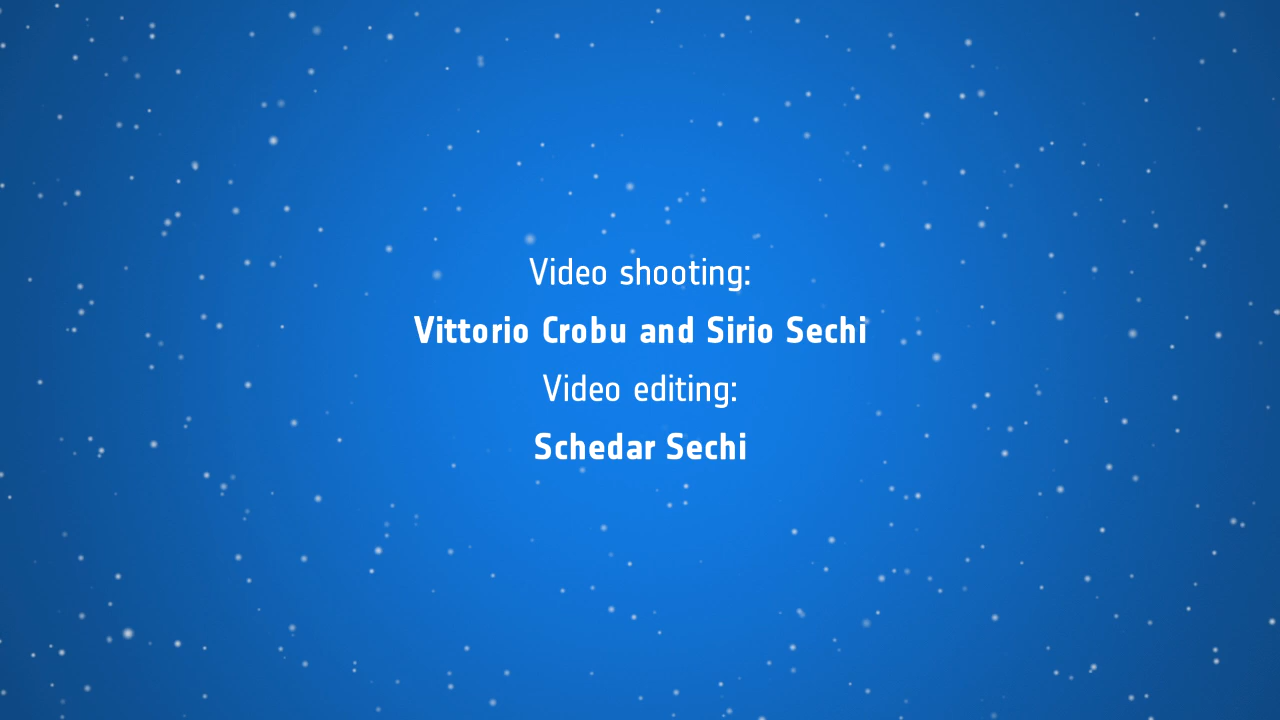 Video shooting:
Vittorio Crobu and Sirio Sechi
Video editing:
Schedar Sechi